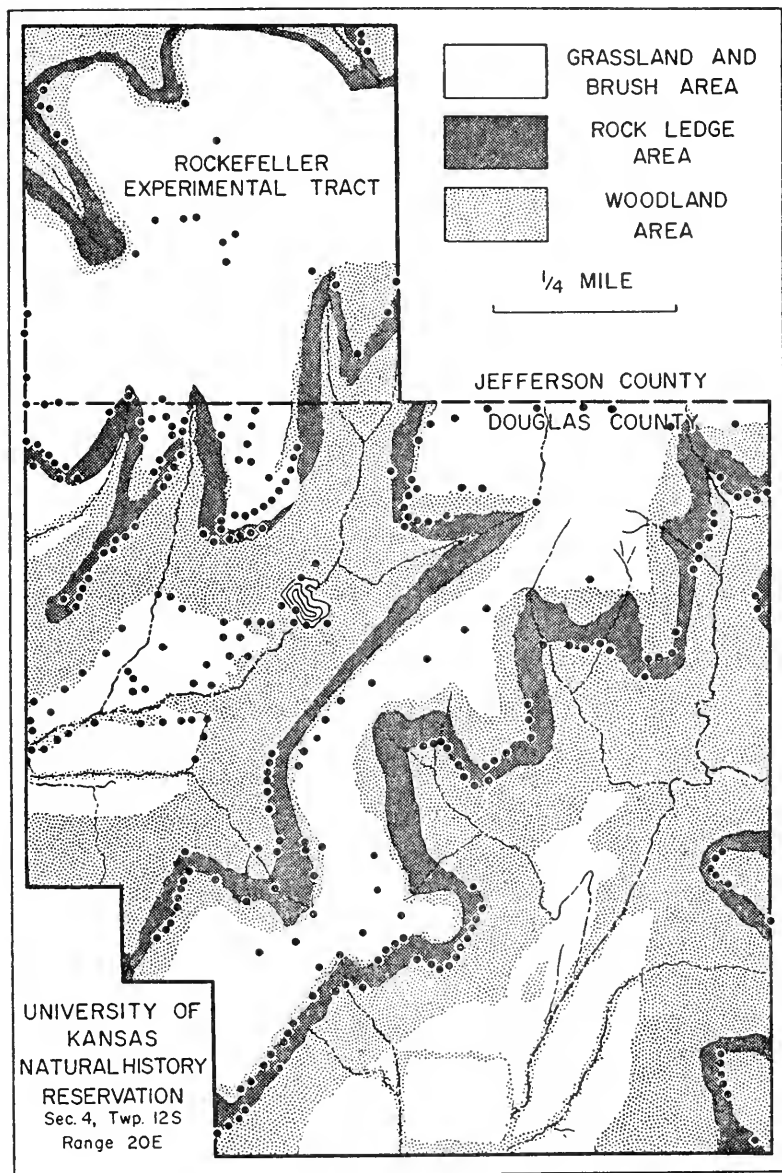 GRASSLAND AND
BRUSH AREA
ROCK LEDGE
AREA
WOODLAND
AREA
1/4 MILE
ROCKEFELLER
EXPERIMENTAL TRACT
JEFFERSON COUNTY
DOUGLAS COUNTY
UNIVERSITY OF
KANSAS
NATURAL HISTORY
RESERVATION
Sec. 4, Twp. 12S
Range 20E